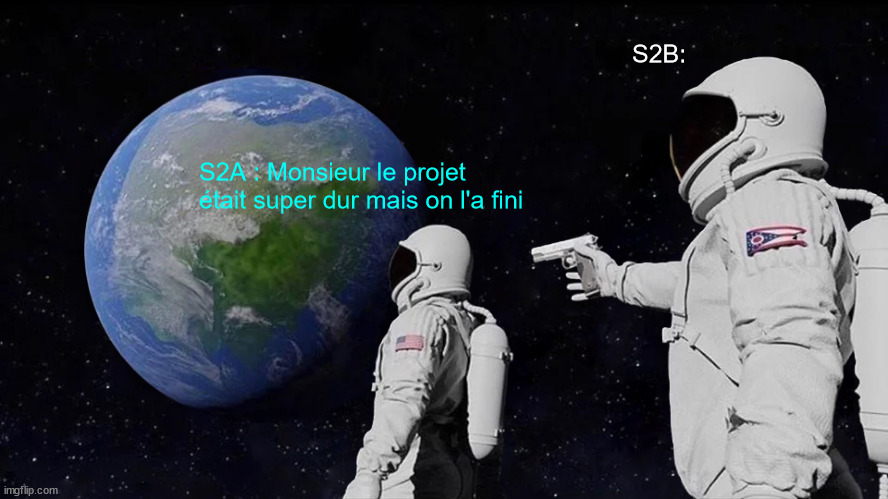 S2B:
S2A : Monsieur le projet
était super dur mais on l'a fini
imgflip.com